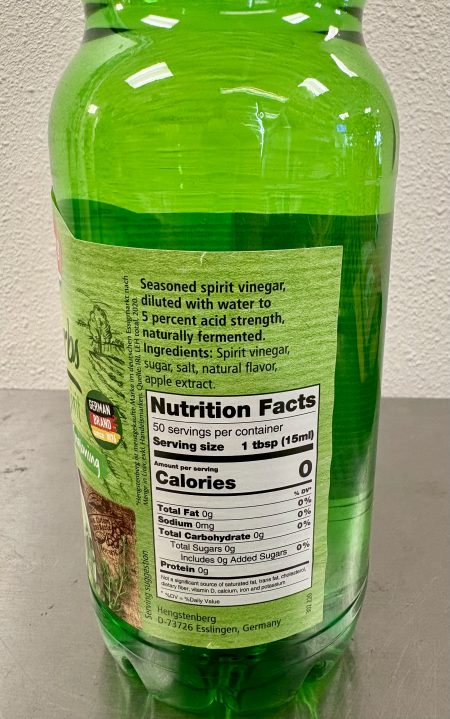 Seasoned spirit vinegar,
diluted with water to
5 percent acid strength,
naturally fermented.
Ingredients: Spirit vinegar,
sugar, salt, natural flavor,
apple extract.
Nutrition Facts
50 servings per container
Serving size 1 tbsp (15ml)
Amount per serving
Calories 0
% DV*
Total Fat 0g 0%
Sodium 0mg 0%
Total Carbohydrate 0g 0%
Total Sugars 0g
Includes 0g Added Sugars 0%
Protein 0g
Not a significant source of saturated fat, trans fat, cholesterol,
dietary fiber, vitamin D, calcium, iron and potassium.
* %DV = %Daily Value
Hengstenberg
D-73726 Esslingen, Germany
GERMAN
BRAND
Serving suggestion